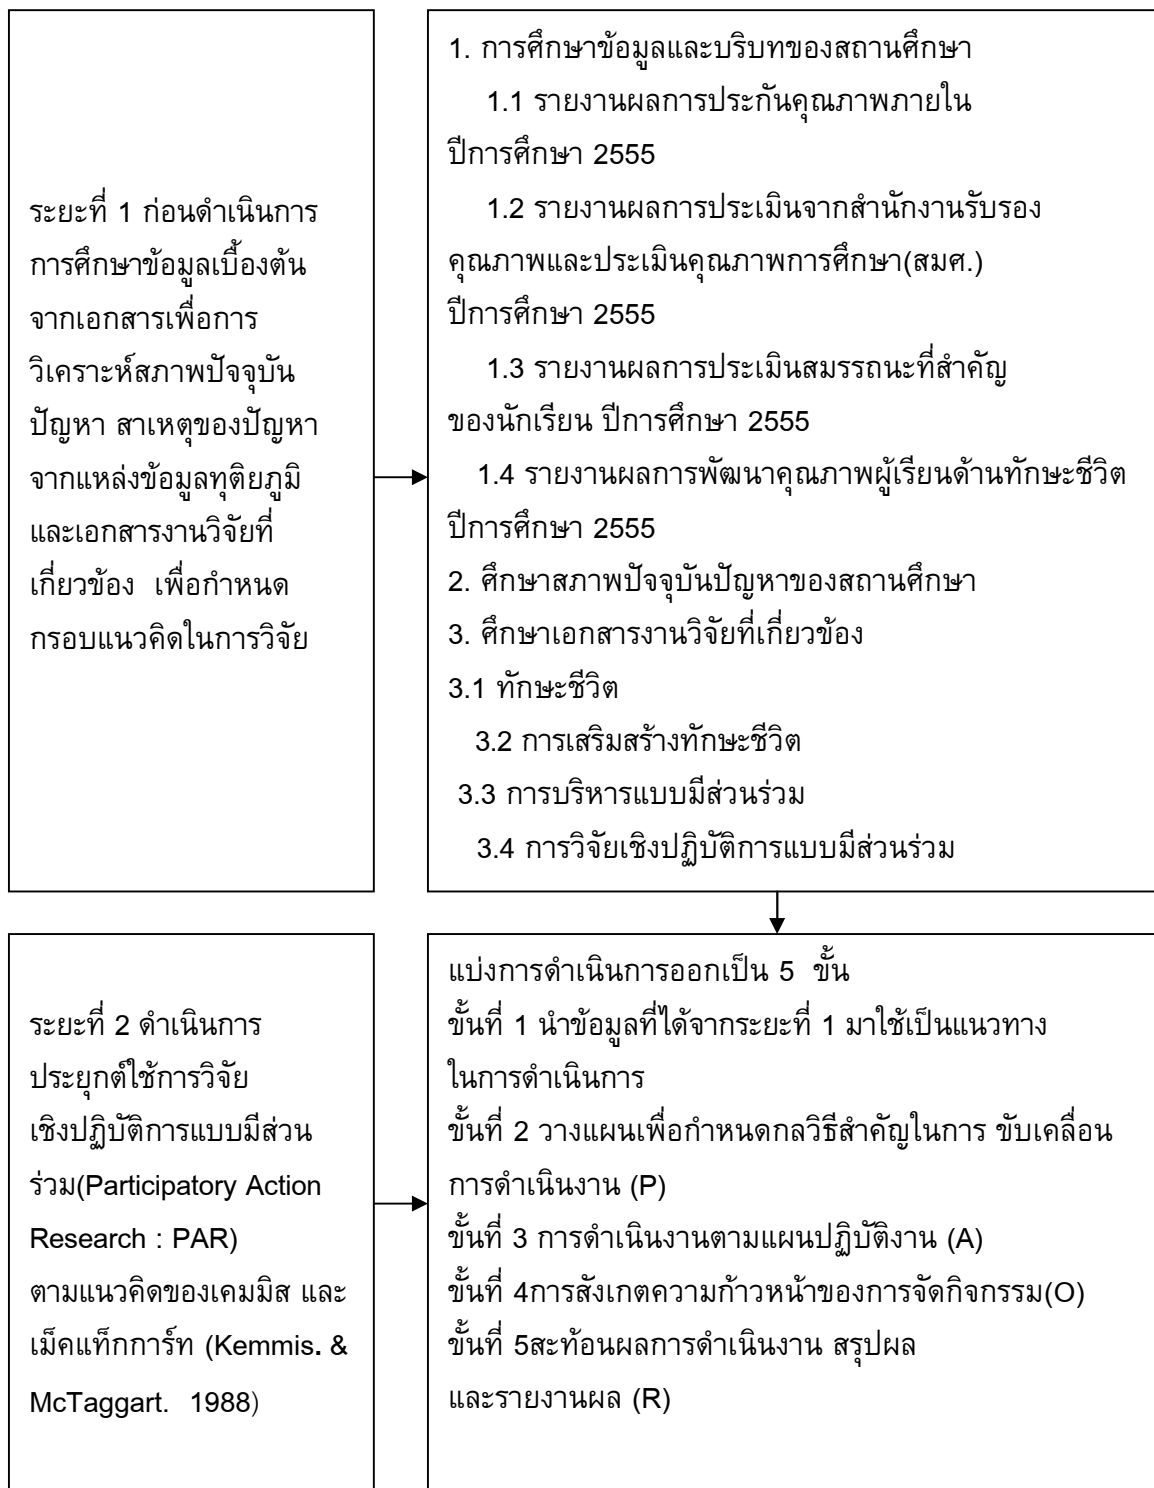 ระยะที่ 1 ก่อนดำเนินการ
การศึกษาข้อมูลเบื้องต้น
จากเอกสารเพื่อการ
วิเคราะห์สภาพปัจจุบัน
ปัญหา สาเหตุของปัญหา
จากแหล่งข้อมูลทุติยภูมิ
และเอกสารงานวิจัยที่
เกี่ยวข้อง เพื่อกำหนด
กรอบแนวคิดในการวิจัย
1. การศึกษาข้อมูลและบริบทของสถานศึกษา
1.1 รายงานผลการประกันคุณภาพภายใน
ปีการศึกษา 2555
1.2 รายงานผลการประเมินจากสำนักงานรับรอง
คุณภาพและประเมินคุณภาพการศึกษา(สมศ.)
ปีการศึกษา 2555
1.3 รายงานผลการประเมินสมรรถนะที่สำคัญ
ของนักเรียน ปีการศึกษา 2555
1.4 รายงานผลการพัฒนาคุณภาพผู้เรียนด้านทักษะชีวิต
ปีการศึกษา 2555
2. ศึกษาสภาพปัจจุบันปัญหาของสถานศึกษา
3. ศึกษาเอกสารงานวิจัยที่เกี่ยวข้อง
3.1 ทักษะชีวิต
3.2 การเสริมสร้างทักษะชีวิต
3.3 การบริหารแบบมีส่วนร่วม
3.4 การวิจัยเชิงปฏิบัติการแบบมีส่วนร่วม
ระยะที่ 2 ดำเนินการ
ประยุกต์ใช้การวิจัย
เชิงปฏิบัติการแบบมีส่วน
ร่วม(Participatory Action
Research : PAR)
ตามแนวคิดของเคมมิส และ
เม็คแท็กการ์ท (Kemmis. &
McTaggart. 1988)
แบ่งการดำเนินการออกเป็น 5 ขั้น
ขั้นที่ 1 นำข้อมูลที่ได้จากระยะที่ 1 มาใช้เป็นแนวทาง
ในการดำเนินการ
ขั้นที่ 2 วางแผนเพื่อกำหนดกลวิธีสำคัญในการ ขับเคลื่อน
การดำเนินงาน (P)
ขั้นที่ 3 การดำเนินงานตามแผนปฏิบัติงาน (A)
ขั้นที่ 4การสังเกตความก้าวหน้าของการจัดกิจกรรม(O)
ขั้นที่ 5สะท้อนผลการดำเนินงาน สรุปผล
และรายงานผล (R)